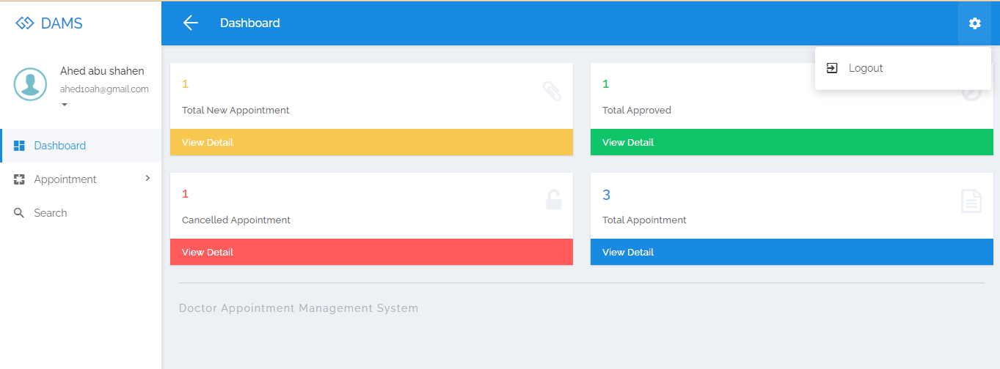 DAMS
Dashboard
Ahed abu shahen
ahed10ah@gmail.com
Dashboard
Appointment
Search
Logout
1
Total New Appointment
View Detail
1
Total Approved
View Detail
1
Cancelled Appointment
View Detail
3
Total Appointment
View Detail
Doctor Appointment Management System